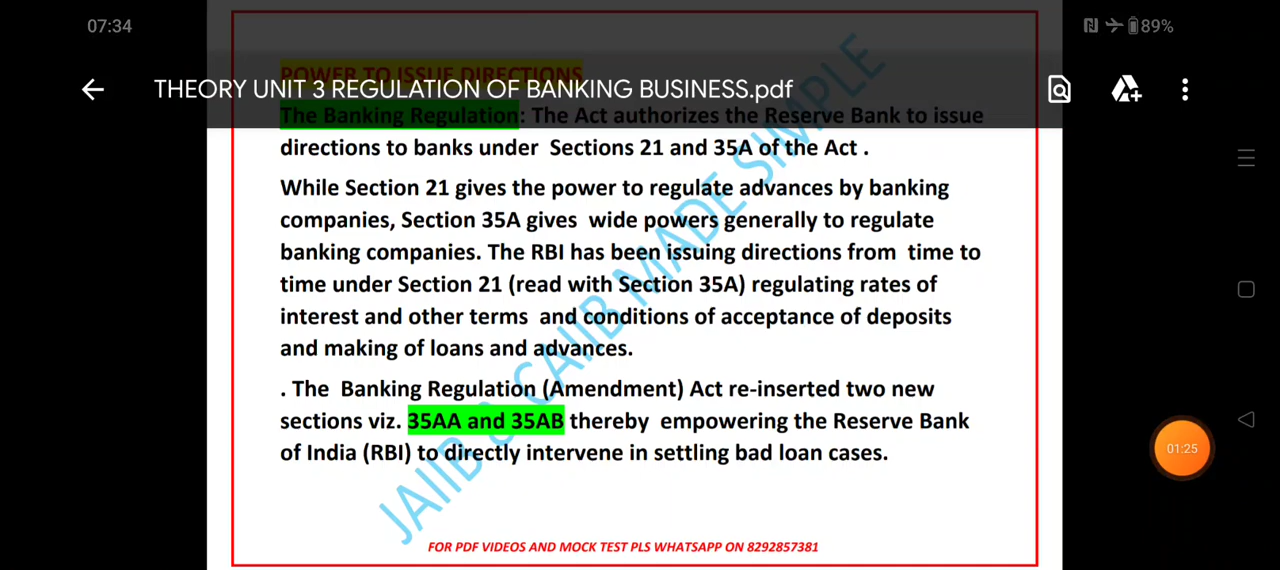 07:34
89%
POWER TO ISSUE DIRECTIONS
THEORY UNIT 3 REGULATION OF BANKING BUSINESS.pdf
The Banking Regulation: The Act authorizes the Reserve Bank to issue
directions to banks under Sections 21 and 35A of the Act .
While Section 21 gives the power to regulate advances by banking
companies, Section 35A gives wide powers generally to regulate
banking companies. The RBI has been issuing directions from time to
time under Section 21 (read with Section 35A) regulating rates of
interest and other terms and conditions of acceptance of deposits
and making of loans and advances.
. The Banking Regulation (Amendment) Act re-inserted two new
sections viz. 35AA and 35AB thereby empowering the Reserve Bank
of India (RBI) to directly intervene in settling bad loan cases.
JAIIB & CAIIB MADE SIMPLE
01:25
FOR PDF VIDEOS AND MOCK TEST PLS WHATSAPP ON 8292857381